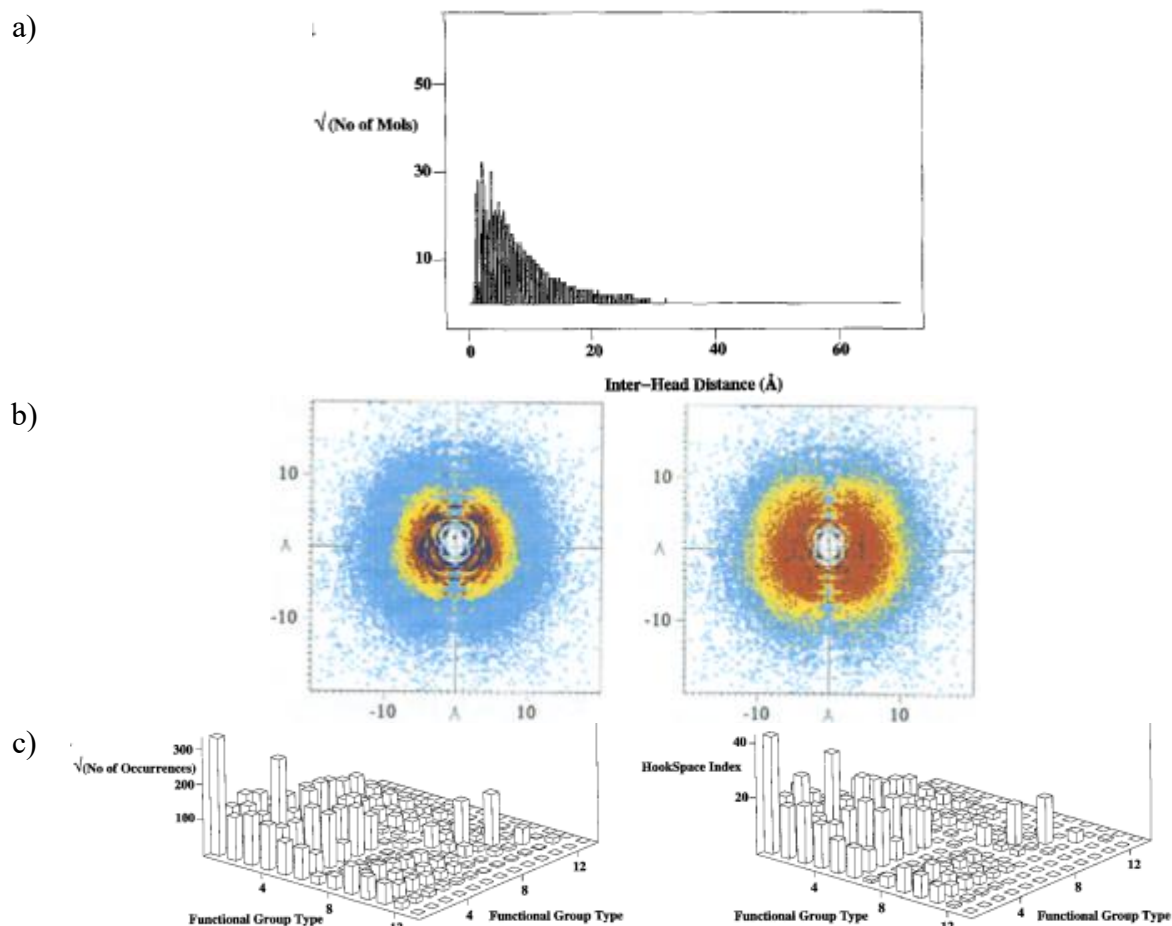 a)
50
√(No of Mols)
30
10
0 20 40 60
Inter-Head Distance (Å)
b)
10 10
Å Å
-10 -10
-10 Å 10 -10 Å 10
c)
300 40
√(No of Occurrences) HookSpace Index
200 20
100
12 12
4 8 4 8
8 4 8 4
12 12
Functional Group Type Functional Group Type Functional Group Type Functional Group Type